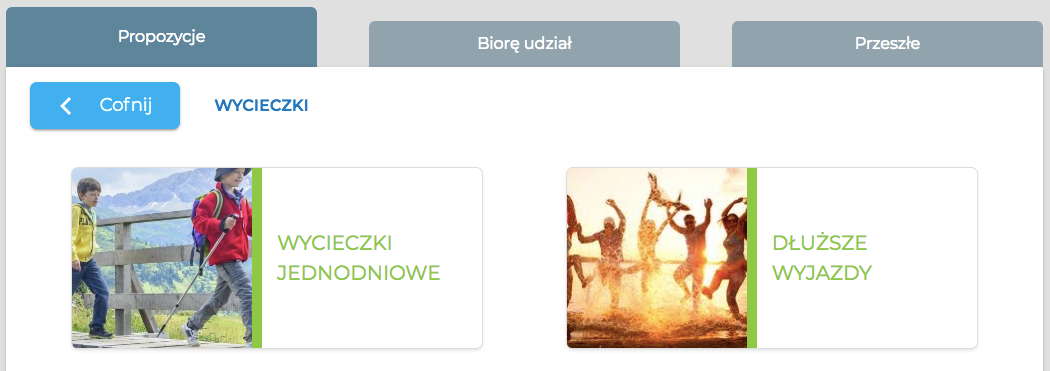 Propozycje
Biorę udział
Przeszłe
Cofnij
WYCIECZKI
WYCIECZKI
JEDNODNIOWE
DŁUŻSZE
WYJAZDY